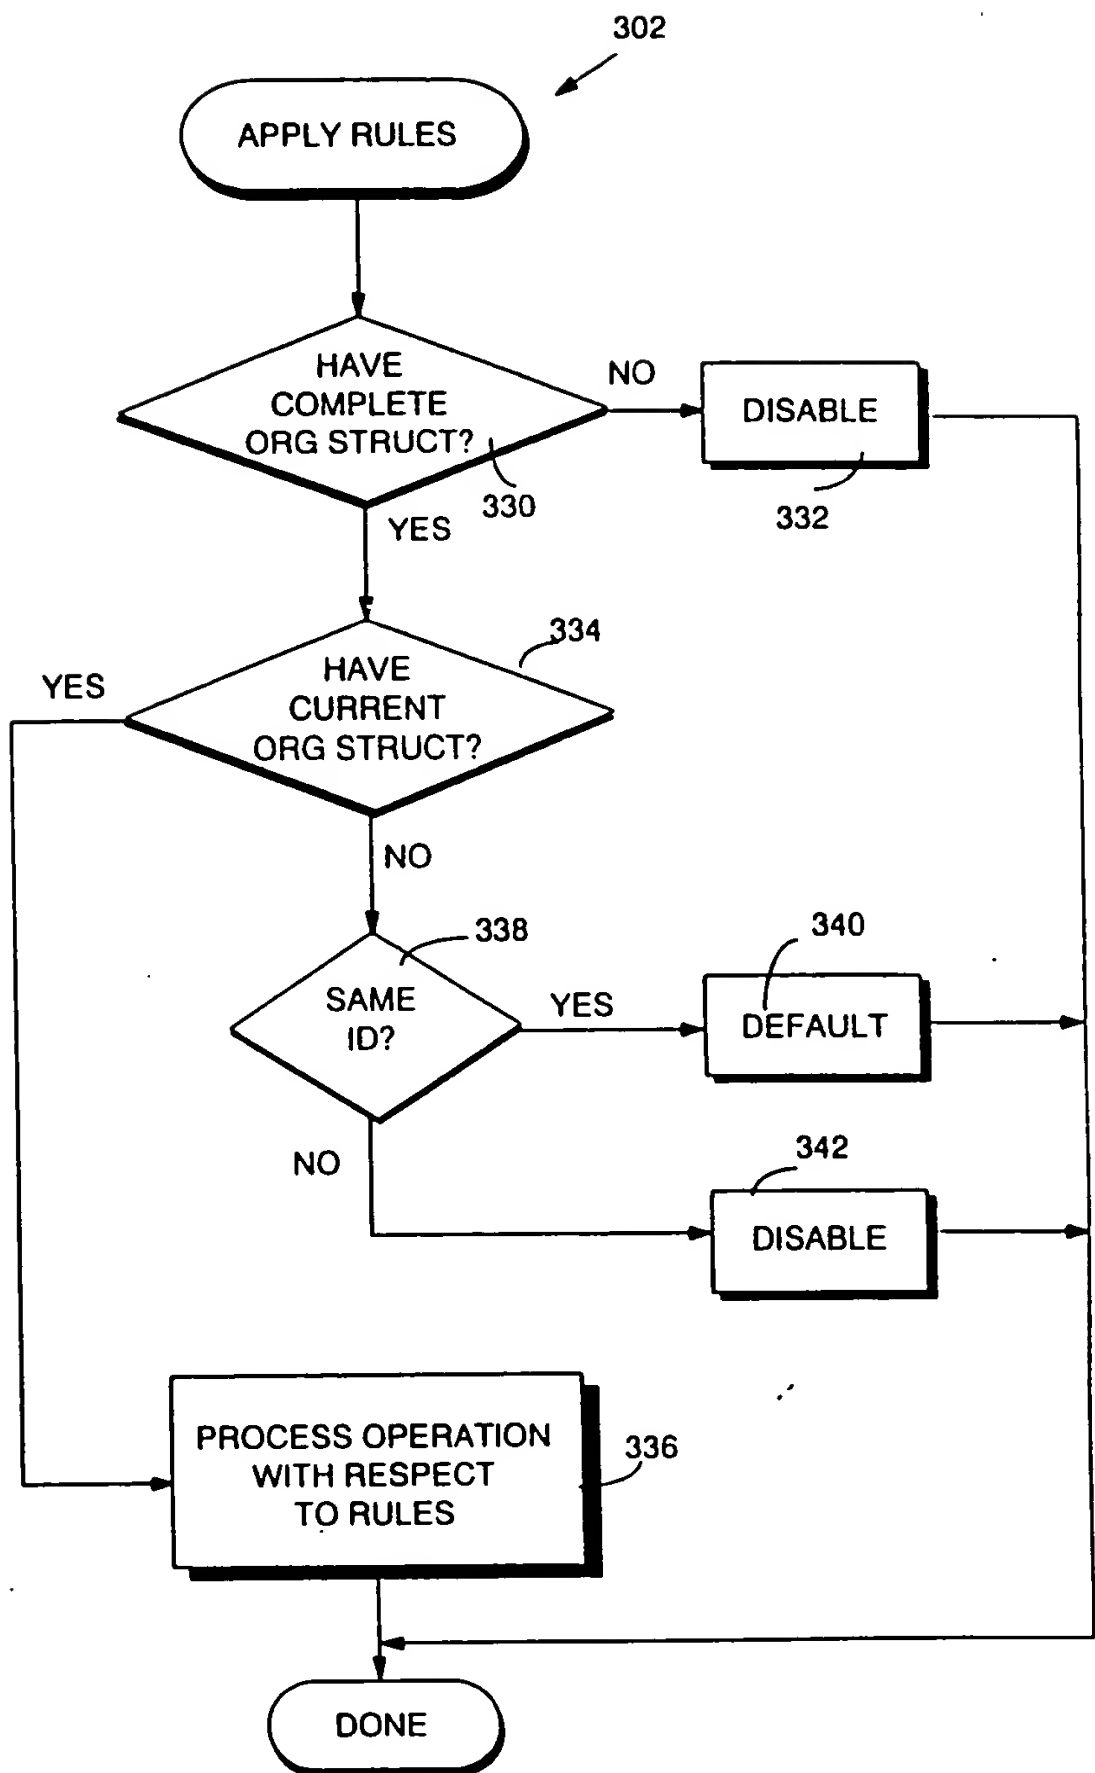 302
APPLY RULES
HAVE
COMPLETE
ORG STRUCT?
NO
DISABLE
330
332
YES
334
HAVE
CURRENT
ORG STRUCT?
YES
NO
338
SAME
ID?
YES
340
DEFAULT
NO
342
DISABLE
PROCESS OPERATION
WITH RESPECT
TO RULES
336
DONE